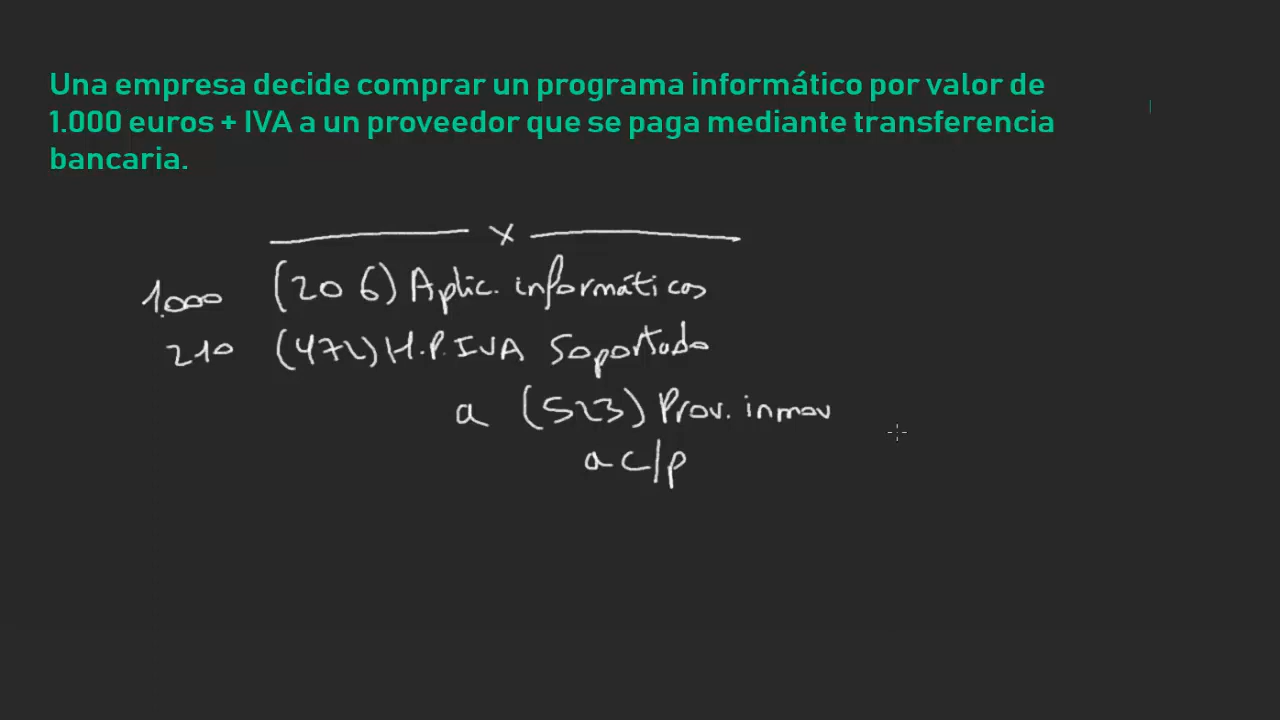 Una empresa decide comprar un programa informático por valor de
1.000 euros + IVA a un proveedor que se paga mediante transferencia
bancaria.
x
1.000 (206) Aplic. informáticas
210 (472) H.P. IVA Soportado
a (523) Prov. inmov
a c/p